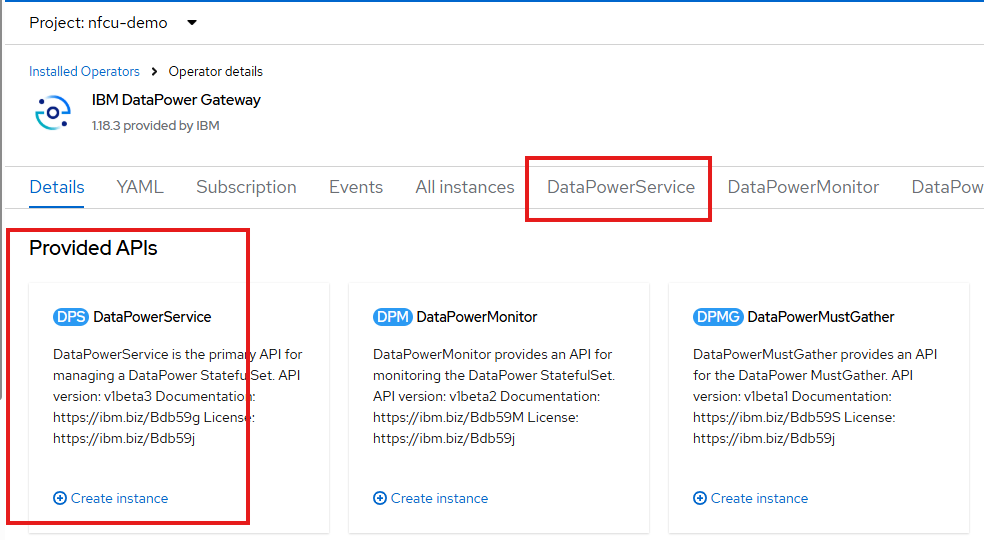 Project: nfcu-demo
Installed Operators > Operator details
IBM DataPower Gateway
1.18.3 provided by IBM
Details YAML Subscription Events All instances DataPowerService DataPowerMonitor DataPow
Provided APIs
DPS DataPowerService
DataPowerService is the primary API for
managing a DataPower StatefulSet. API
version: v1beta3 Documentation:
https://ibm.biz/Bdb59g License:
https://ibm.biz/Bdb59j
Create instance
DPM DataPowerMonitor
DataPowerMonitor provides an API for
monitoring the DataPower StatefulSet.
API version: v1beta2 Documentation:
https://ibm.biz/Bdb59M License:
https://ibm.biz/Bdb59j
Create instance
DPMG DataPowerMustGather
DataPowerMustGather provides an API
for the DataPower MustGather. API
version: v1beta1 Documentation:
https://ibm.biz/Bdb59S License:
https://ibm.biz/Bdb59j
Create instance